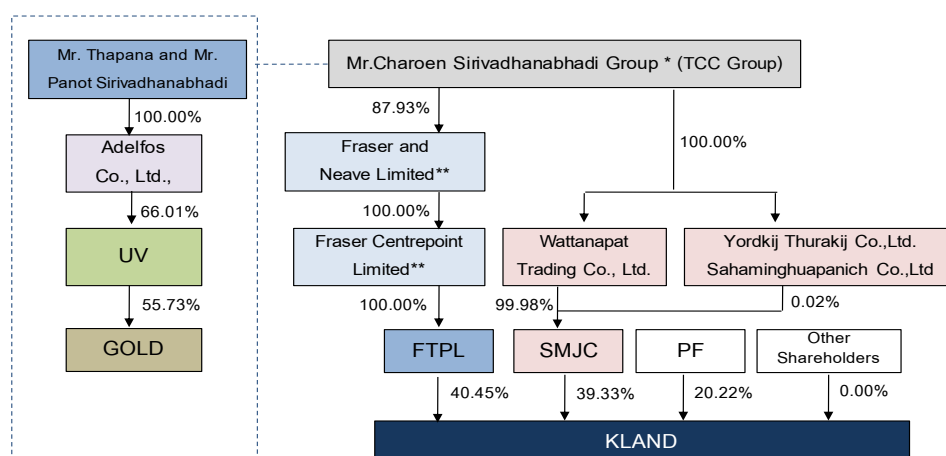 Mr. Thapana and Mr.
Panot Sirivadhanabhadi
Mr.Charoen Sirivadhanabhadi Group * (TCC Group)
100.00%
87.93%
100.00%
Adelfos
Co., Ltd.,
Fraser and
Neave Limited**
66.01%
100.00%
UV
Fraser Centrepoint
Limited**
Wattanapat
Trading Co., Ltd.
Yordkij Thurakij Co.,Ltd.
Sahaminghuapanich Co.,Ltd
55.73%
100.00%
99.98%
0.02%
GOLD
FTPL
SMJC
PF
Other
Shareholders
40.45%
39.33%
20.22%
0.00%
KLAND